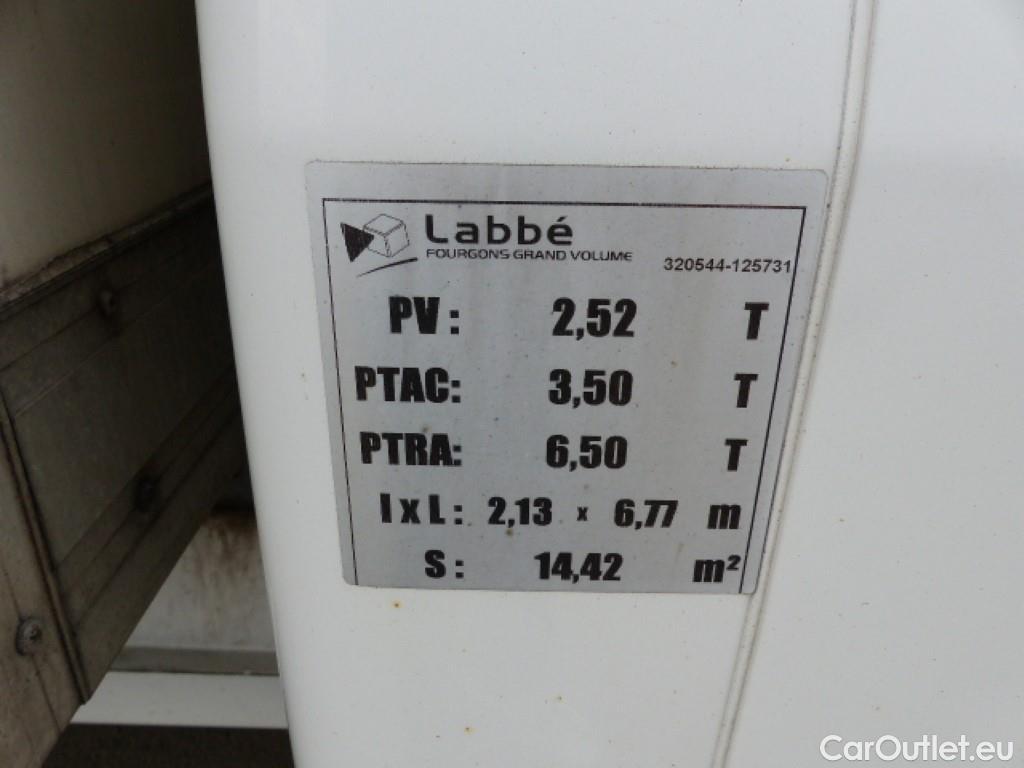 Labbé
FOURGONS GRAND VOLUME
320544-125731
PV: 2,52 T
PTAC: 3,50 T
PTRA: 6,50 T
l x L: 2,13 x 6,77 m
S: 14,42 m²
CarOutlet.eu